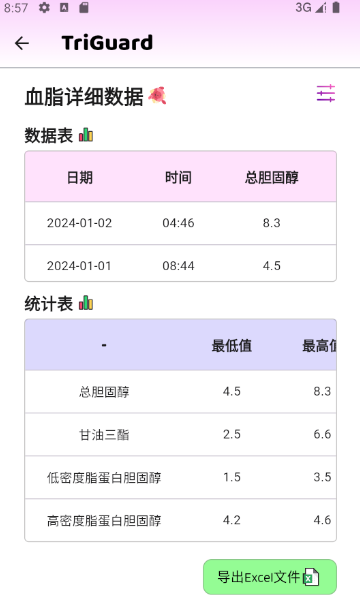 8:57 3G
TriGuard
血脂详细数据
数据表
日期 时间 总胆固醇
2024-01-02 04:46 8.3
2024-01-01 08:44 4.5
统计表
- 最低值 最高值
总胆固醇 4.5 8.3
甘油三酯 2.5 6.6
低密度脂蛋白胆固醇 1.5 3.5
高密度脂蛋白胆固醇 4.2 4.6
导出Excel文件